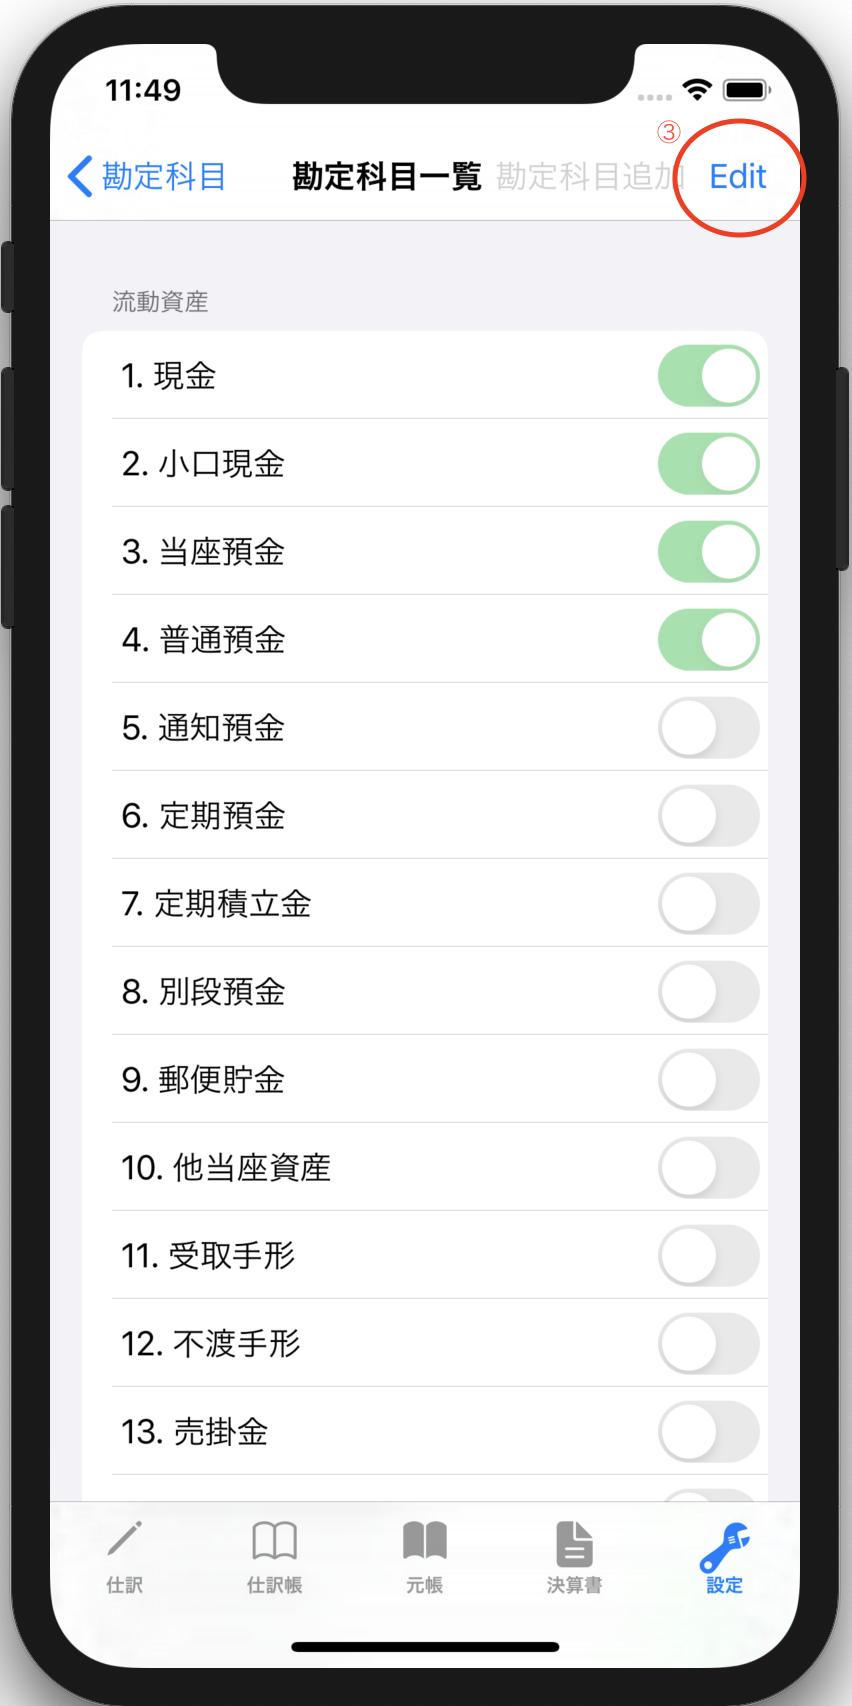 11:49
③
勘定科目 勘定科目一覧 勘定科目追加 Edit
流動資産
1. 現金
2. 小口現金
3. 当座預金
4. 普通預金
5. 通知預金
6. 定期預金
7. 定期積立金
8. 別段預金
9. 郵便貯金
10. 他当座資産
11. 受取手形
12. 不渡手形
13. 売掛金
仕訳 仕訳帳 元帳 決算書 設定